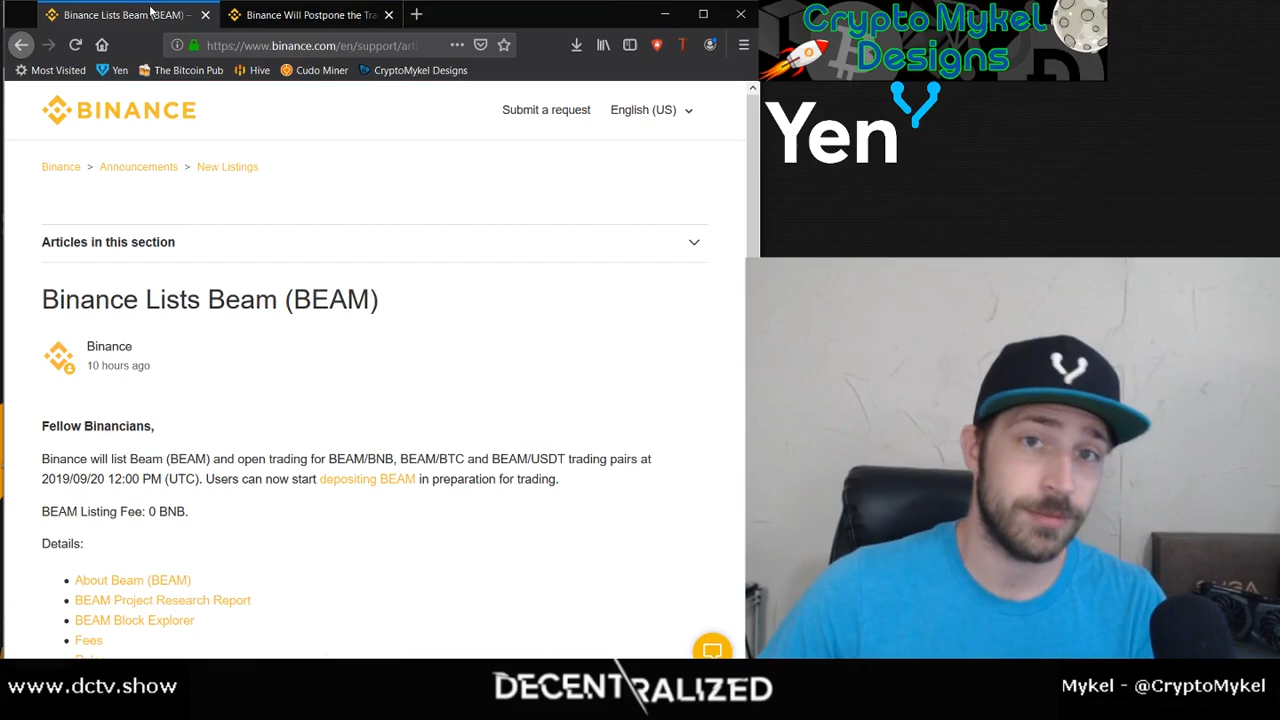 Binance Lists Beam (BEAM) –
Binance Will Postpone the Tra
https://www.binance.com/en/support/arti
Most Visited
Yen
The Bitcoin Pub
Hive
Cudo Miner
CryptoMykel Designs
BINANCE
Submit a request
English (US)
Binance > Announcements > New Listings
Articles in this section
Binance Lists Beam (BEAM)
Binance
10 hours ago
Fellow Binancians,
Binance will list Beam (BEAM) and open trading for BEAM/BNB, BEAM/BTC and BEAM/USDT trading pairs at
2019/09/20 12:00 PM (UTC). Users can now start depositing BEAM in preparation for trading.
BEAM Listing Fee: 0 BNB.
Details:
About Beam (BEAM)
BEAM Project Research Report
BEAM Block Explorer
Fees
Crypto Mykel
Designs
Yen
EVGA
www.dctv.show
DECENTRALIZED
Mykel - @CryptoMykel